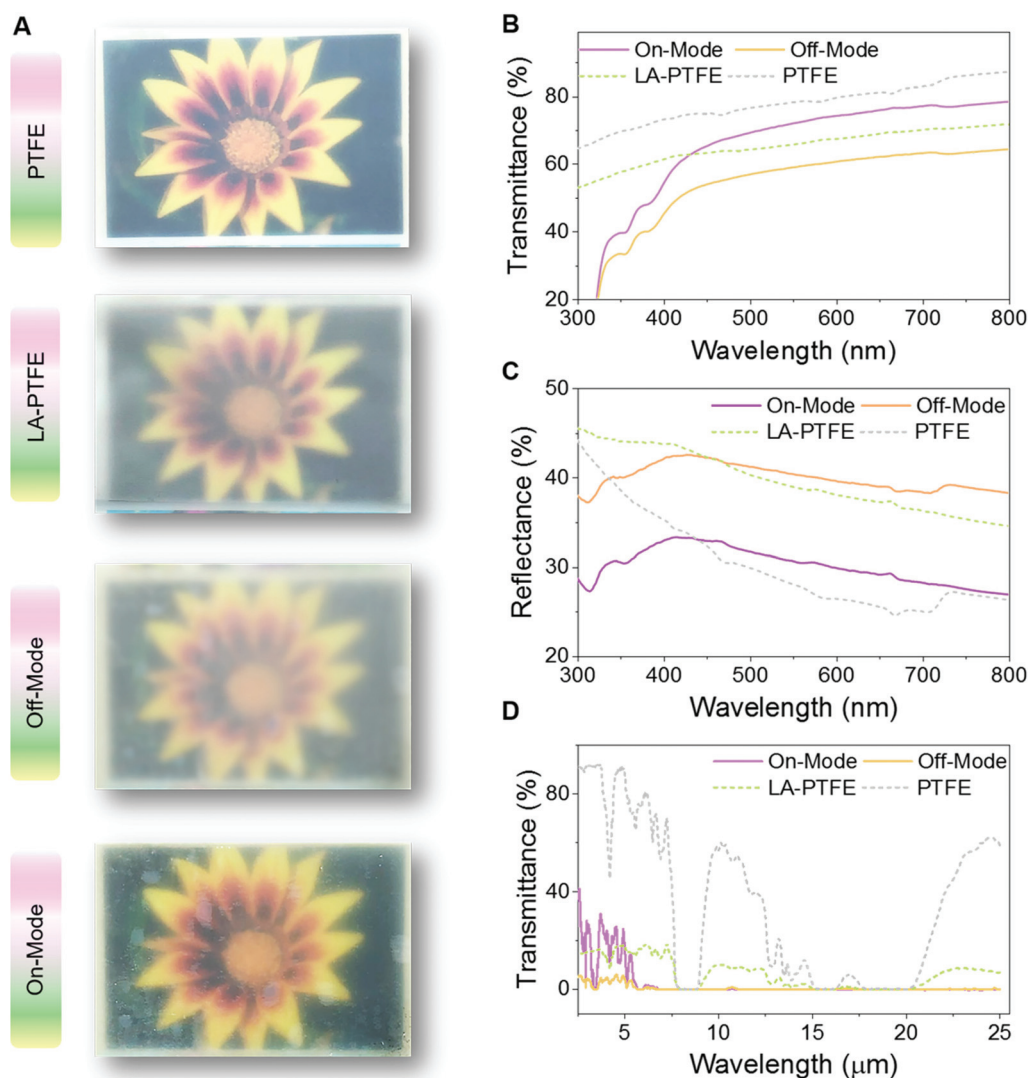 A
PTFE
LA-PTFE
Off-Mode
On-Mode
B
On-Mode
Off-Mode
LA-PTFE
PTFE
Transmittance (%)
80
60
40
20
300
400
500
600
700
800
Wavelength (nm)
C
On-Mode
Off-Mode
LA-PTFE
PTFE
Reflectance (%)
50
40
30
20
300
400
500
600
700
800
Wavelength (nm)
D
On-Mode
Off-Mode
LA-PTFE
PTFE
Transmittance (%)
80
40
0
5
10
15
20
25
Wavelength (μm)